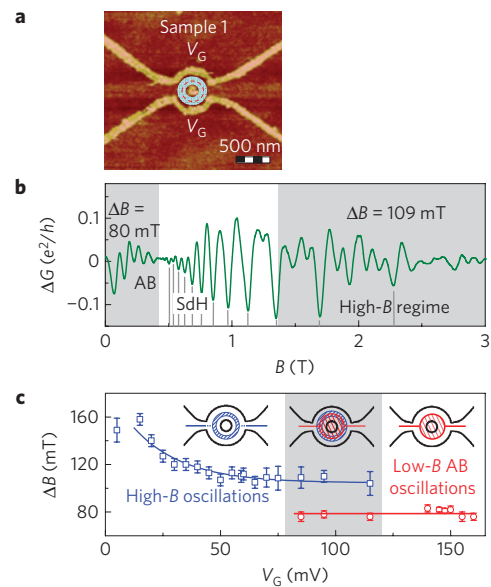 a
Sample 1
V_G
V_G
500 nm
b
ΔB =
80 mT
ΔB = 109 mT
AB
SdH
High-B regime
ΔG (e²/h)
0.1
0
−0.1
0
1
2
3
B (T)
c
ΔB (mT)
160
120
80
High-B oscillations
Low-B AB
oscillations
0
50
100
150
V_G (mV)